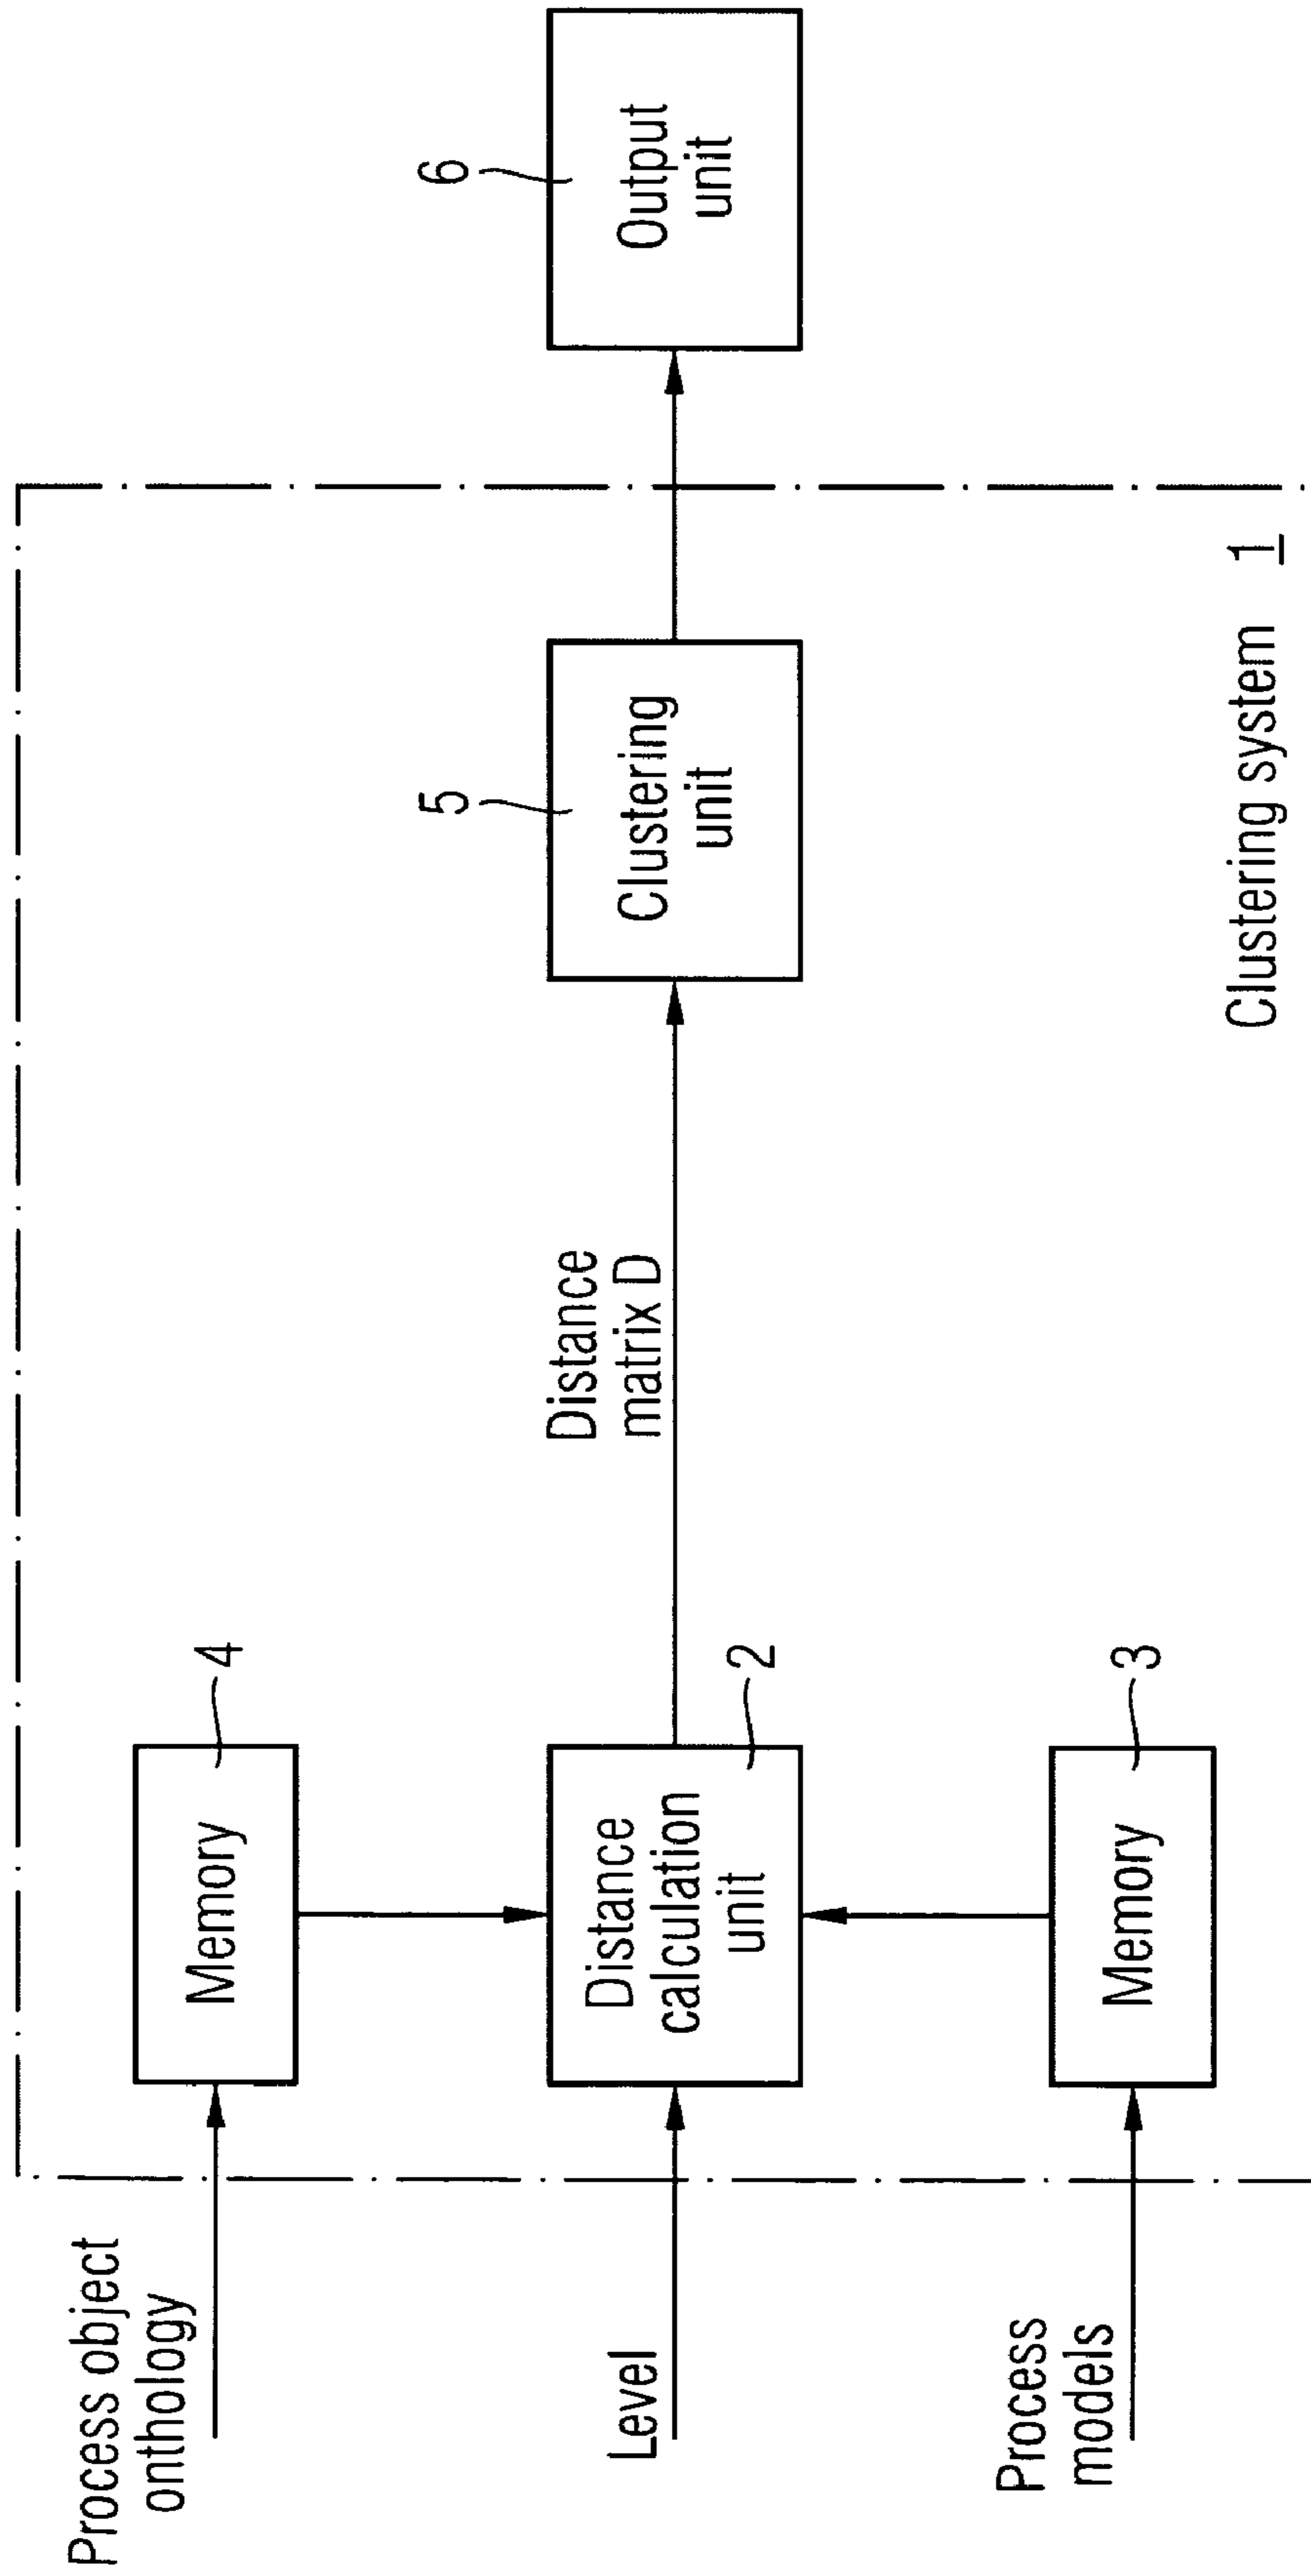 Process object
onthology
Level
Process
models
Memory
4
Distance
calculation
unit
2
Memory
3
Distance
matrix D
Clustering
unit
5
Output
unit
6
Clustering system 1